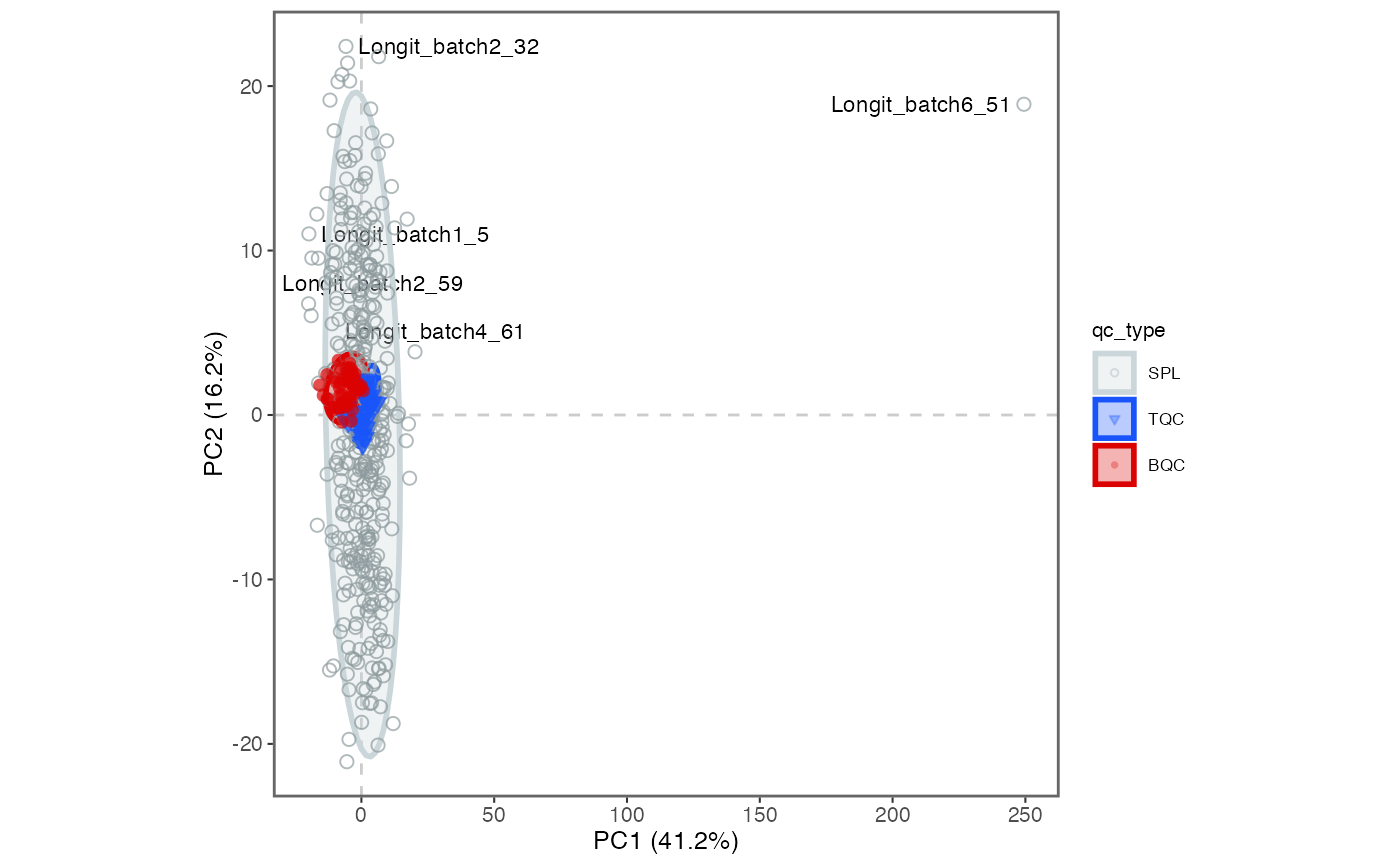 Longit_batch2_32
Longit_batch6_51
Longit_batch1_5
Longit_batch2_59
Longit_batch4_61
20
10
0
-10
-20
PC2 (16.2%)
0
50
100
150
200
250
PC1 (41.2%)
qc_type
SPL
TQC
BQC